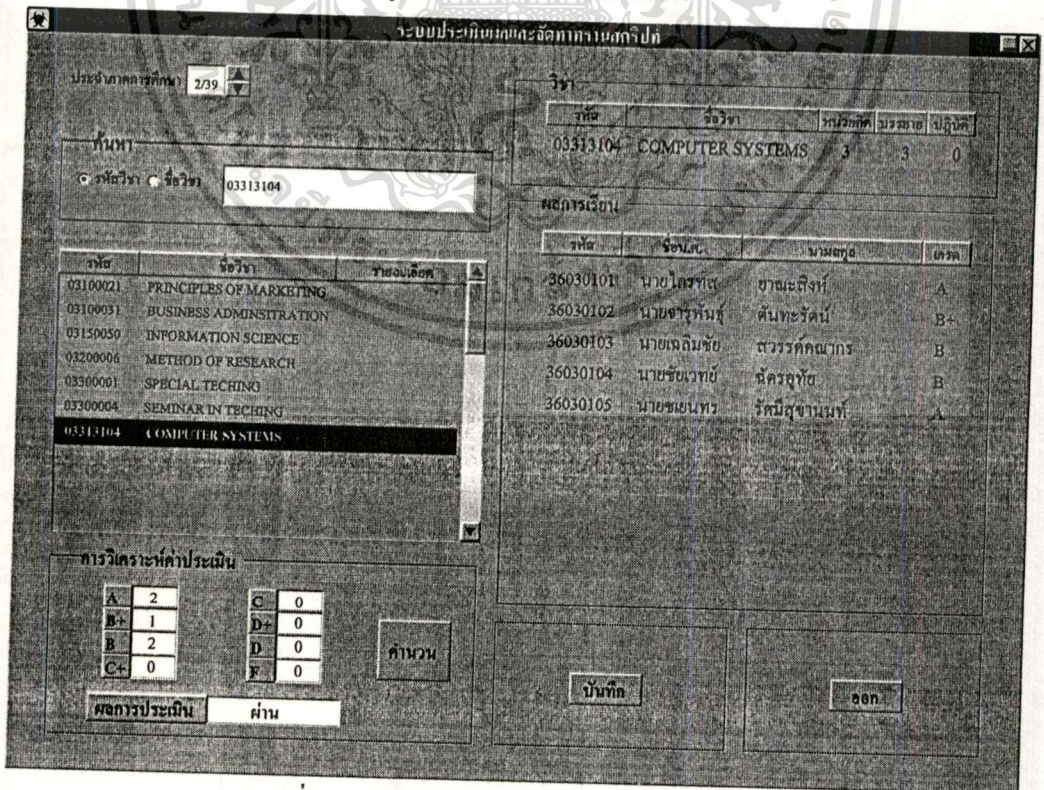 ระบบประเมินผลและจัดทำทรานสคริปท์
ประจำภาคการศึกษา 2/39
ค้นหา
รหัสวิชา ชื่อวิชา 03313104
รหัส ชื่อวิชา รายละเอียด
03100021 PRINCIPLES OF MARKETING
03100031 BUSINESS ADMINSITRATION
03150050 INFORMATION SCIENCE
03200006 METHOD OF RESEARCH
03300001 SPECIAL TECHING
03300004 SEMINAR IN TECHING
03313104 COMPUTER SYSTEMS
การวิเคราะห์ค่าประเมิน
A 2 C 0
B+ 1 D+ 0
B 2 D 0
C+ 0 F 0
คำนวน
ผลการประเมิน ผ่าน
วิชา
รหัส ชื่อวิชา หน่วยกิต บรรยาย ปฏิบัติ
03313104 COMPUTER SYSTEMS 3 3 0
ผลการเรียน
รหัส ชื่อน.ศ. นามสกุล เกรด
36030101 นายไกรทส ยาณะสิงห์ A
36030102 นายจารุพันธุ์ ตันทะรัตน์ B+
36030103 นายเฉลิมชัย สวรรค์คณากร B
36030104 นายชัยเวทย์ ฉัตรอุทัย B
36030105 นายชเยนทร รัตมีสุขานนท์ A
บันทึก
ออก